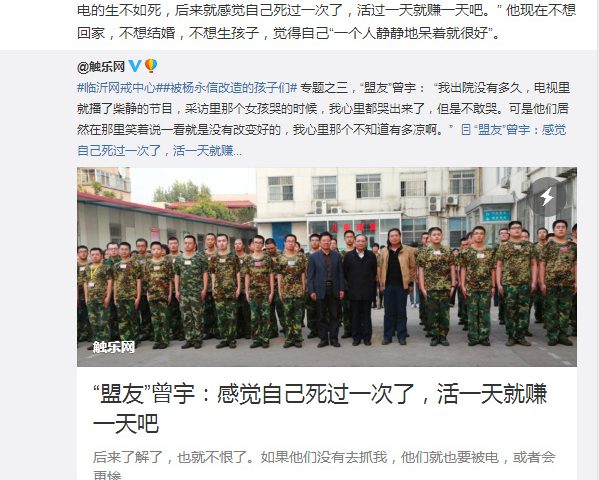 电的生不如死，后来就感觉自己死过一次了，活过一天就赚一天吧。” 他现在不想
回家，不想结婚，不想生孩子，觉得自己“一个人静静地呆着就很好”。
@触乐网
#临沂网戒中心##被杨永信改造的孩子们# 专题之三，“盟友”曾宇： “我出院没有多久，电视里
就播了柴静的节目，采访里那个女孩哭的时候，我心里都哭出来了，但是不敢哭。可是他们居
然在那里笑着说一看就是没有改变好的，我心里那个不知道有多凉啊。” “盟友”曾宇：感觉
自己死过一次了，活一天就赚...
触乐网
“盟友”曾宇：感觉自己死过一次了，活一天就赚
一天吧
后来了解了，也就不恨了。如果他们没有去抓我，他们就也要被电，或者会
更惨